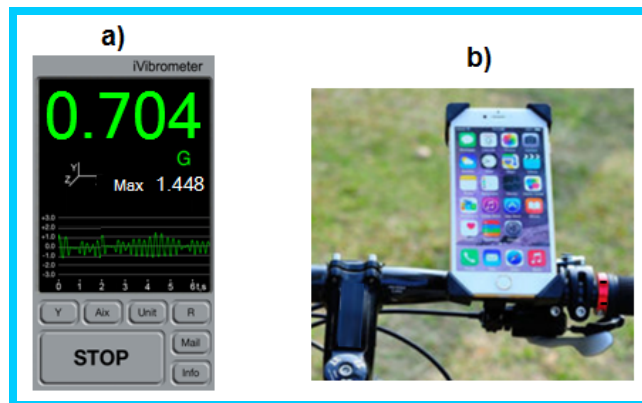 a)
iVibrometer
0.704
G
Y
Z
Max 1.448
+3.0
+2.0
+1.0
0.0
-1.0
-2.0
-3.0
0 1 2 3 4 5 6 t,s
Y Aix Unit R
STOP
Mail
Info
b)